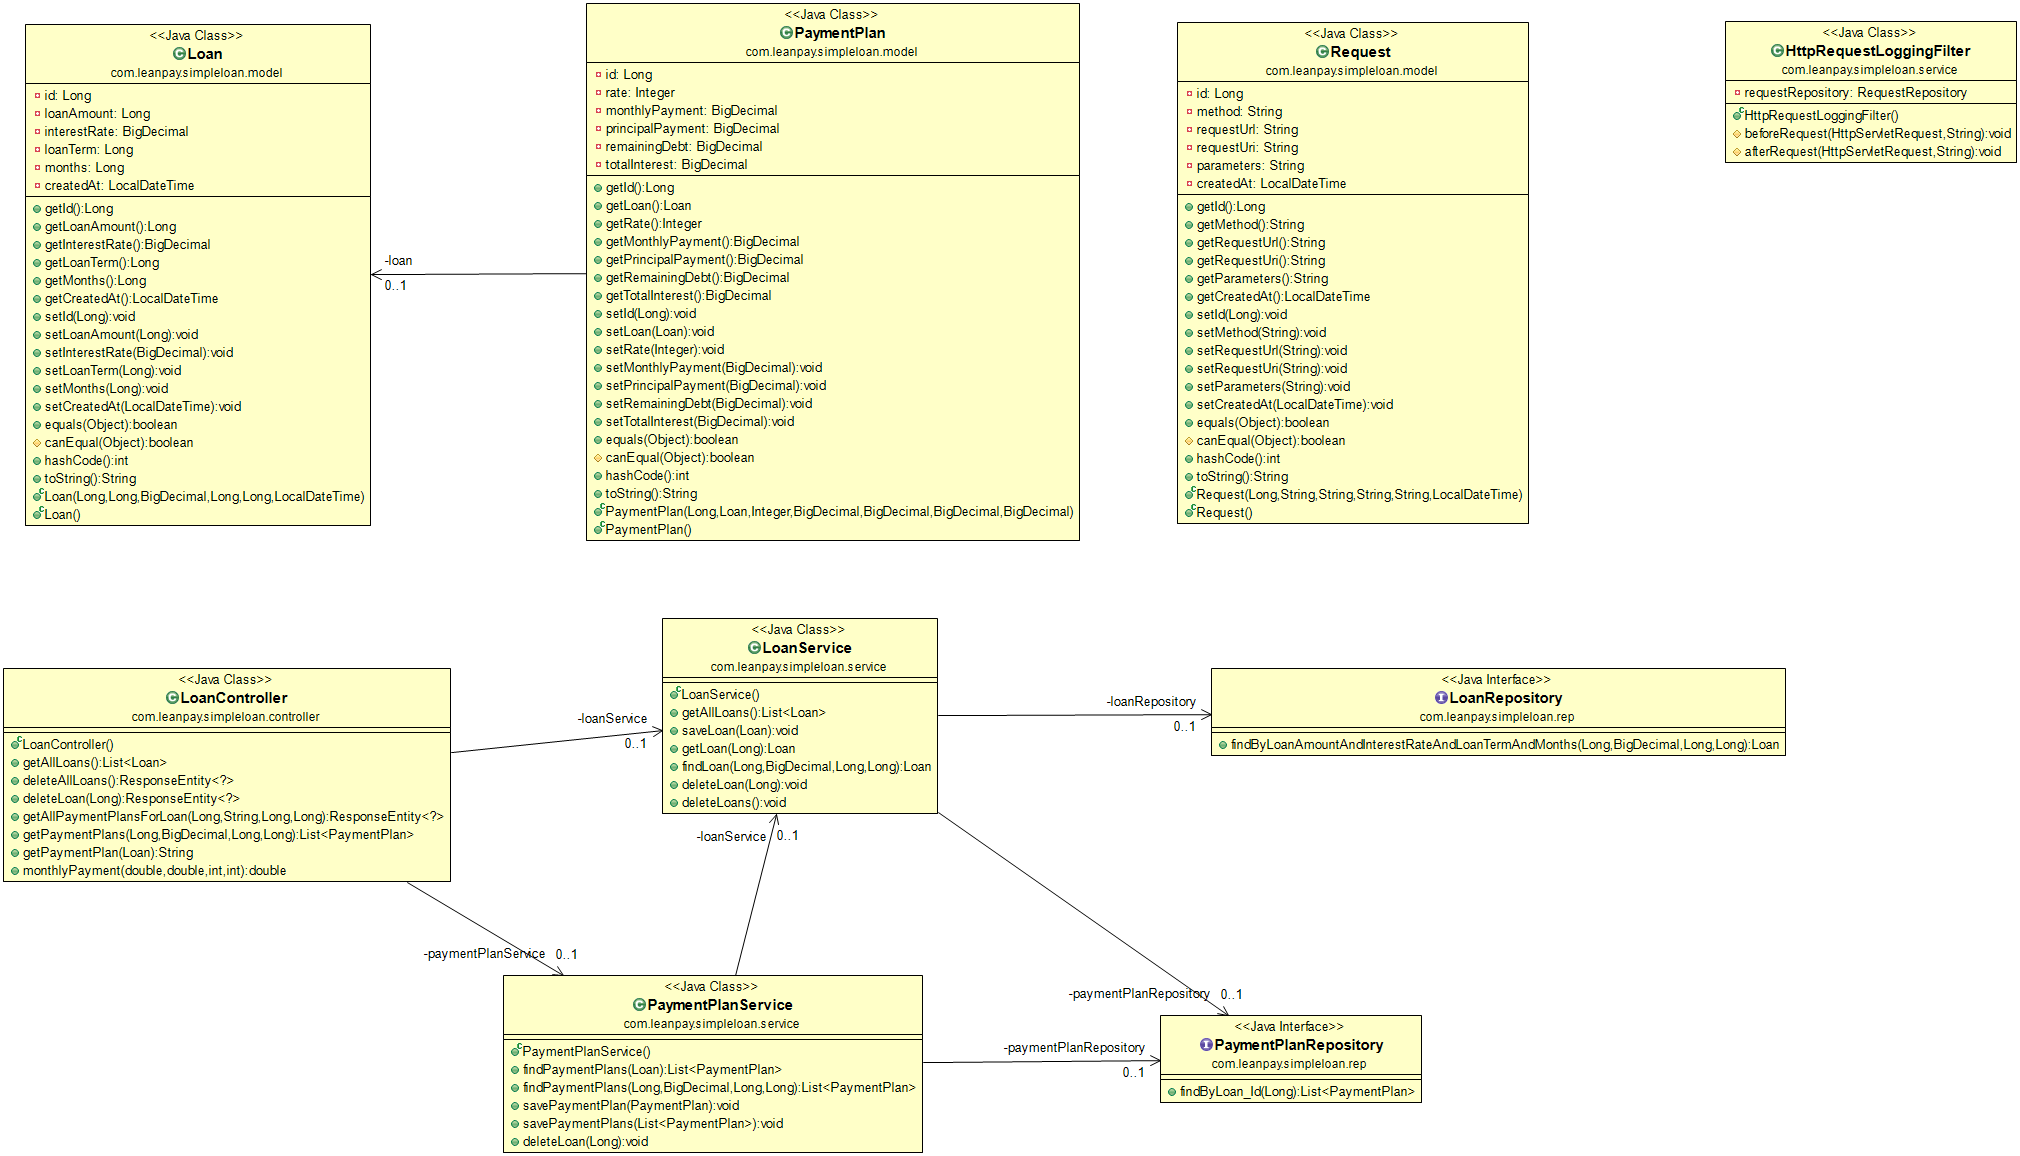 <<Java Class>>
Loan
com.leanpay.simpleloan.model
id: Long
loanAmount: Long
interestRate: BigDecimal
loanTerm: Long
months: Long
createdAt: LocalDateTime
getId():Long
getLoanAmount():Long
getInterestRate():BigDecimal
getLoanTerm():Long
getMonths():Long
getCreatedAt():LocalDateTime
setId(Long):void
setLoanAmount(Long):void
setInterestRate(BigDecimal):void
setLoanTerm(Long):void
setMonths(Long):void
setCreatedAt(LocalDateTime):void
equals(Object):boolean
canEqual(Object):boolean
hashCode():int
toString():String
Loan(Long,Long,BigDecimal,Long,Long,LocalDateTime)
Loan()
-loan
0..1
<<Java Class>>
PaymentPlan
com.leanpay.simpleloan.model
id: Long
rate: Integer
monthlyPayment: BigDecimal
principalPayment: BigDecimal
remainingDebt: BigDecimal
totalInterest: BigDecimal
getId():Long
getLoan():Loan
getRate():Integer
getMonthlyPayment():BigDecimal
getPrincipalPayment():BigDecimal
getRemainingDebt():BigDecimal
getTotalInterest():BigDecimal
setId(Long):void
setLoan(Loan):void
setRate(Integer):void
setMonthlyPayment(BigDecimal):void
setPrincipalPayment(BigDecimal):void
setRemainingDebt(BigDecimal):void
setTotalInterest(BigDecimal):void
equals(Object):boolean
canEqual(Object):boolean
hashCode():int
toString():String
PaymentPlan(Long,Loan,Integer,BigDecimal,BigDecimal,BigDecimal,BigDecimal)
PaymentPlan()
<<Java Class>>
Request
com.leanpay.simpleloan.model
id: Long
method: String
requestUrl: String
requestUri: String
parameters: String
createdAt: LocalDateTime
getId():Long
getMethod():String
getRequestUrl():String
getRequestUri():String
getParameters():String
getCreatedAt():LocalDateTime
setId(Long):void
setMethod(String):void
setRequestUrl(String):void
setRequestUri(String):void
setParameters(String):void
setCreatedAt(LocalDateTime):void
equals(Object):boolean
canEqual(Object):boolean
hashCode():int
toString():String
Request(Long,String,String,String,String,LocalDateTime)
Request()
<<Java Class>>
HttpRequestLoggingFilter
com.leanpay.simpleloan.service
requestRepository: RequestRepository
HttpRequestLoggingFilter()
beforeRequest(HttpServletRequest,String):void
afterRequest(HttpServletRequest,String):void
<<Java Class>>
LoanController
com.leanpay.simpleloan.controller
LoanController()
getAllLoans():List<Loan>
deleteAllLoans():ResponseEntity<?>
deleteLoan(Long):ResponseEntity<?>
getAllPaymentPlansForLoan(Long,String,Long,Long):ResponseEntity<?>
getPaymentPlans(Long,BigDecimal,Long,Long):List<PaymentPlan>
getPaymentPlan(Loan):String
monthlyPayment(double,double,int,int):double
-loanService
0..1
<<Java Class>>
LoanService
com.leanpay.simpleloan.service
LoanService()
getAllLoans():List<Loan>
saveLoan(Loan):void
getLoan(Long):Loan
findLoan(Long,BigDecimal,Long,Long):Loan
deleteLoan(Long):void
deleteLoans():void
-loanRepository
0..1
<<Java Interface>>
LoanRepository
com.leanpay.simpleloan.rep
findByLoanAmountAndInterestRateAndLoanTermAndMonths(Long,BigDecimal,Long,Long):Loan
-loanService
0..1
-paymentPlanService
0..1
<<Java Class>>
PaymentPlanService
com.leanpay.simpleloan.service
PaymentPlanService()
findPaymentPlans(Loan):List<PaymentPlan>
findPaymentPlans(Long,BigDecimal,Long,Long):List<PaymentPlan>
savePaymentPlan(PaymentPlan):void
savePaymentPlans(List<PaymentPlan>):void
deleteLoan(Long):void
-paymentPlanRepository
0..1
-paymentPlanRepository
0..1
<<Java Interface>>
PaymentPlanRepository
com.leanpay.simpleloan.rep
findByLoan_Id(Long):List<PaymentPlan>